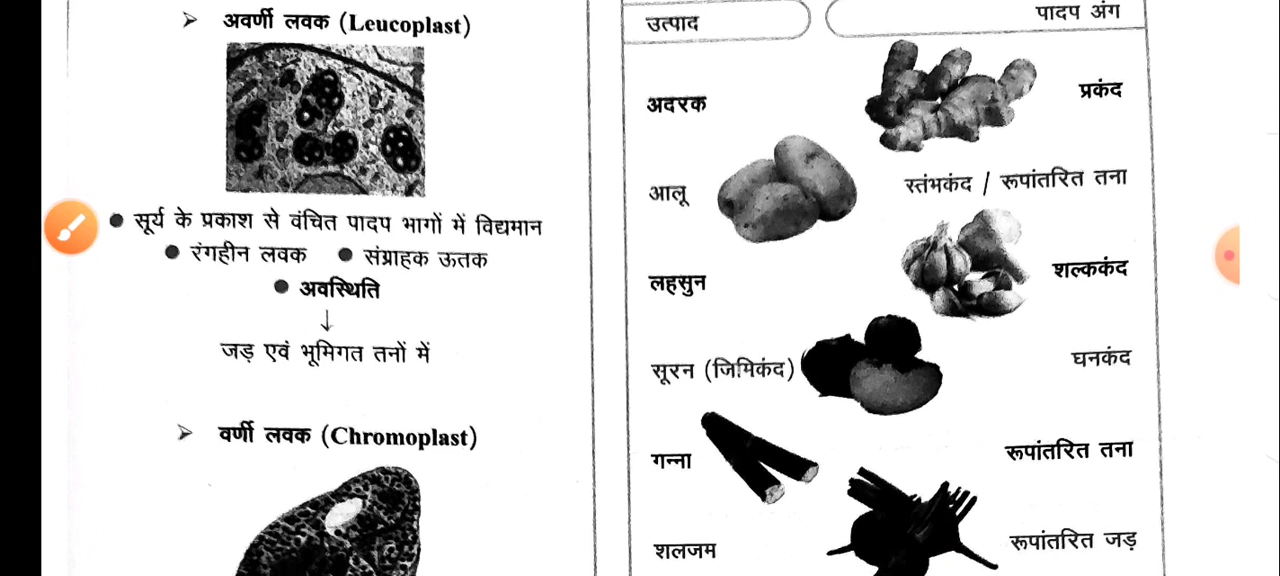 ➢ अवर्णी लवक (Leucoplast)
● सूर्य के प्रकाश से वंचित पादप भागों में विद्यमान
● रंगहीन लवक ● संग्राहक ऊतक
● अवस्थिति
↓
जड़ एवं भूमिगत तनों में
➢ वर्णी लवक (Chromoplast)
उत्पाद पादप अंग
अदरक प्रकंद
आलू स्तंभकंद / रूपांतरित तना
लहसुन शल्ककंद
सूरन (जिमिकंद) घनकंद
गन्ना रूपांतरित तना
शलजम रूपांतरित जड़